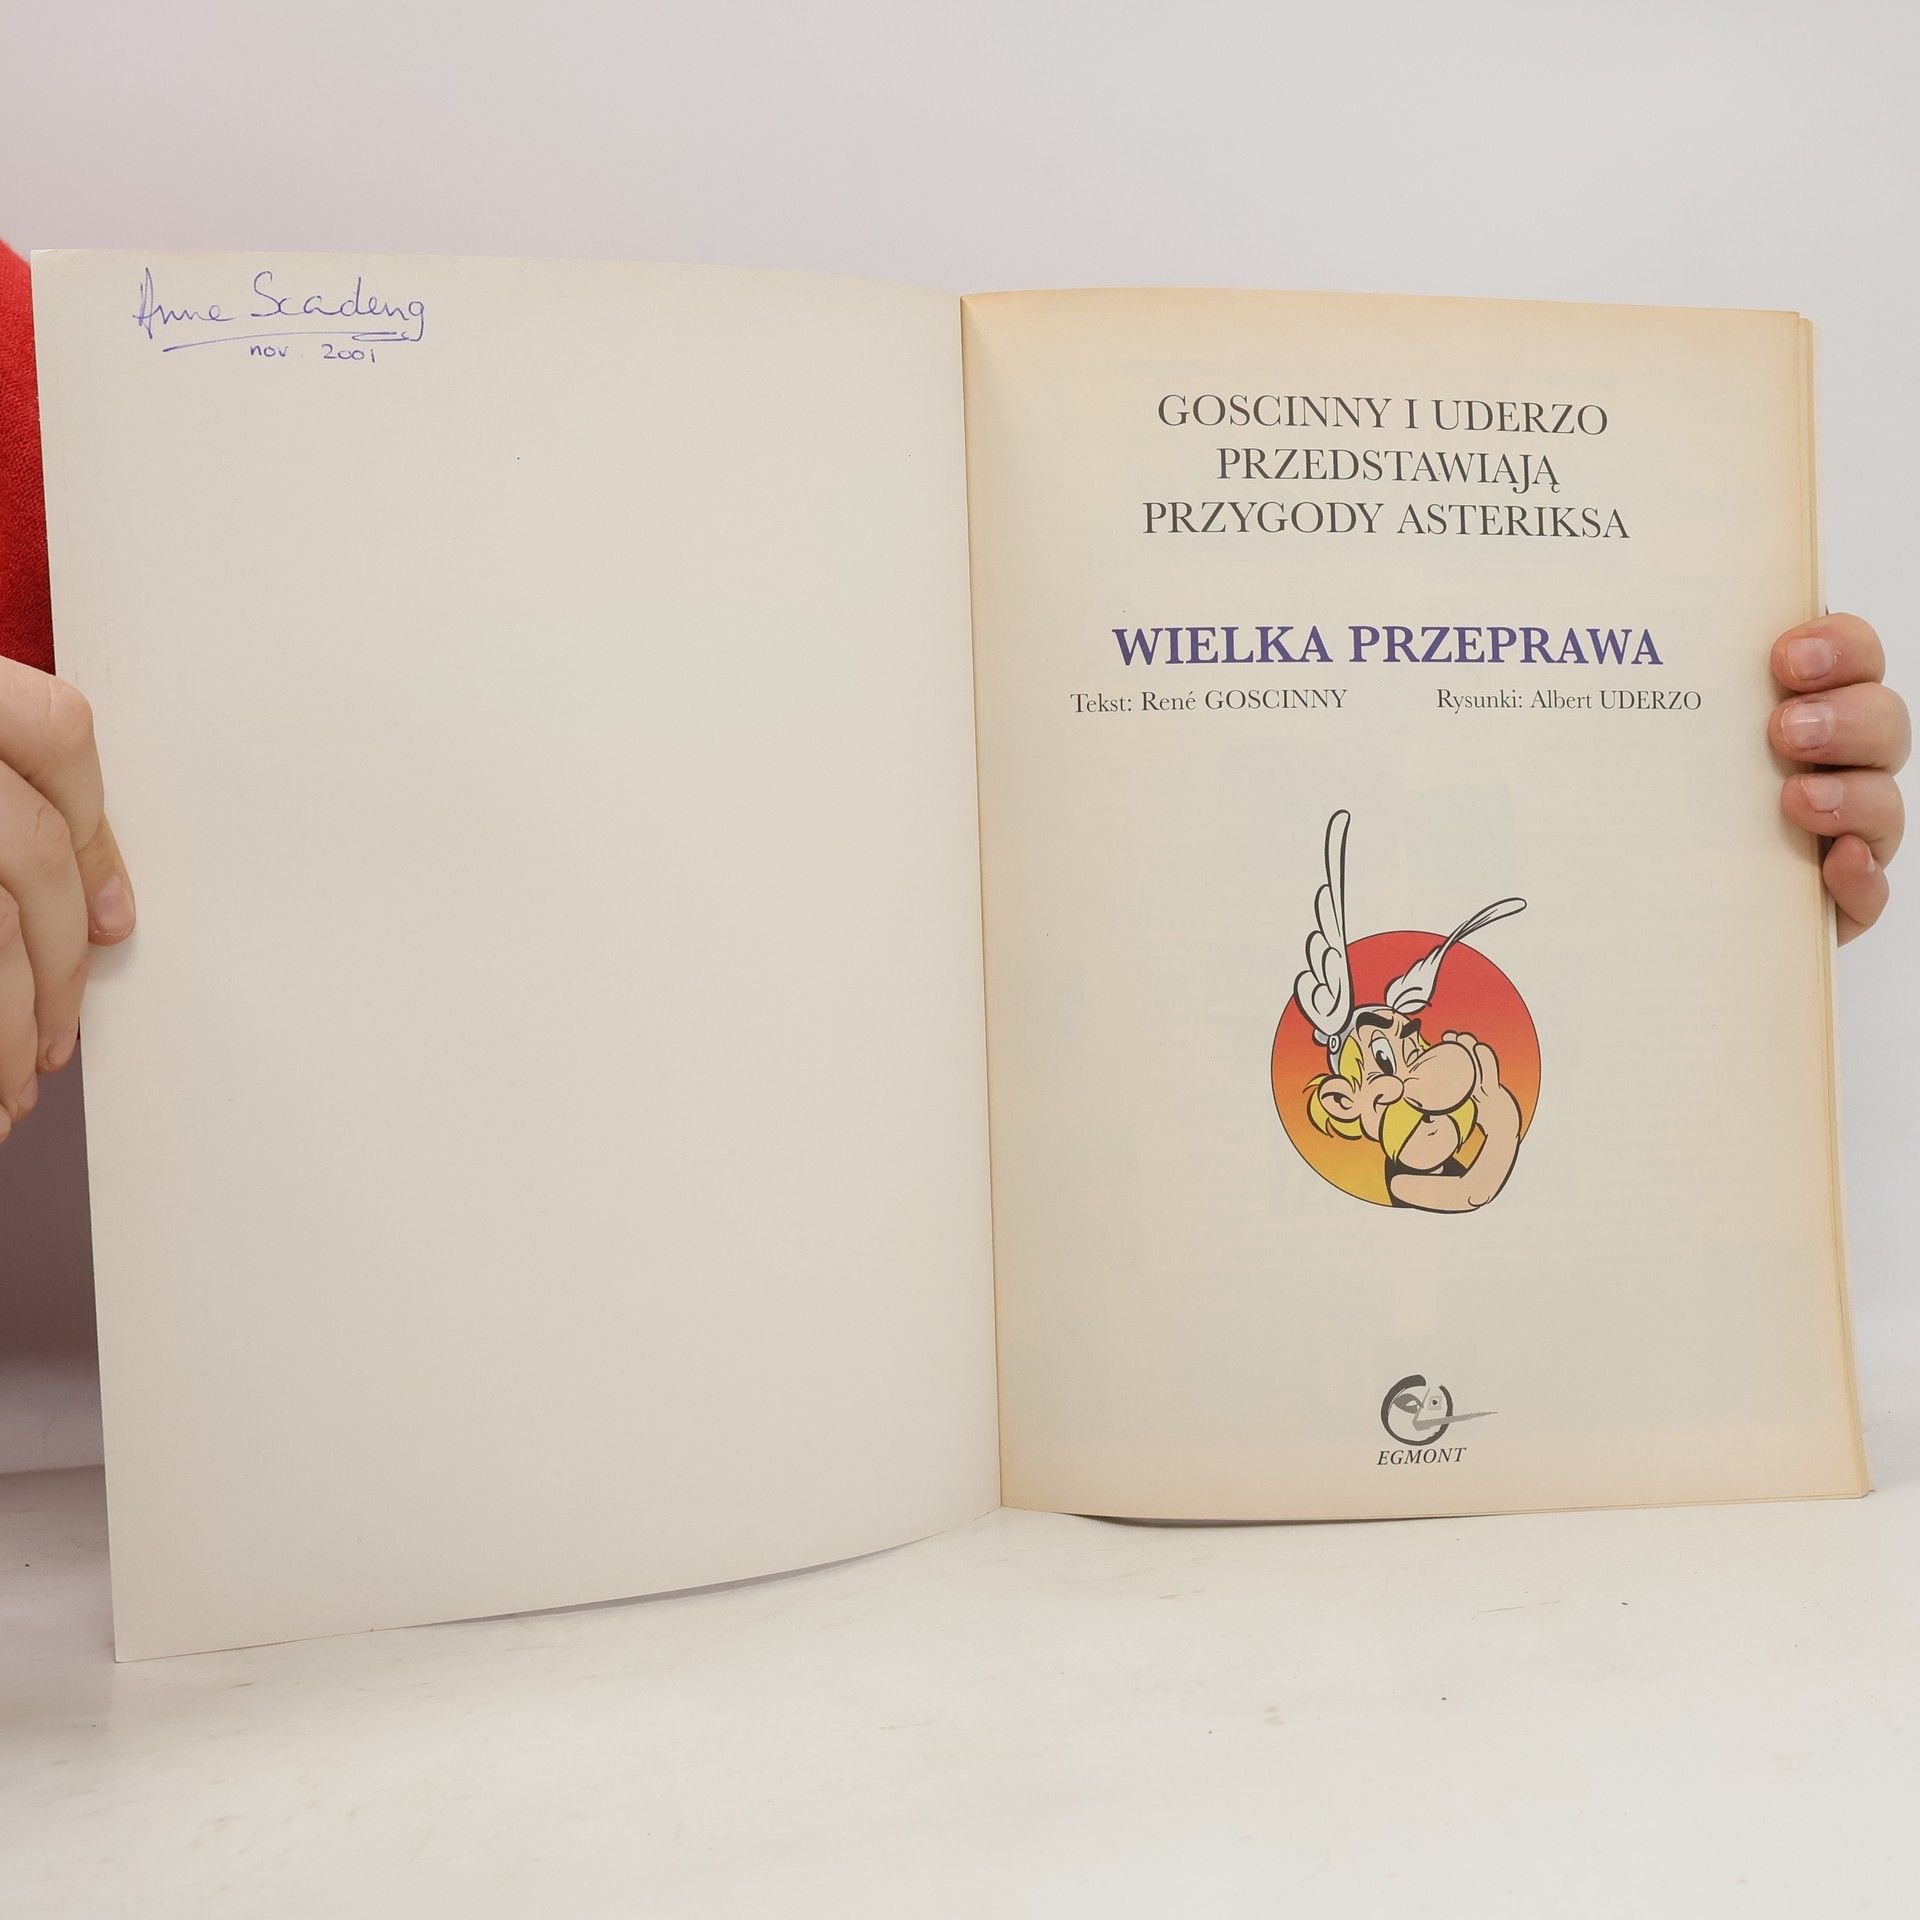 Anne Scadeng
nov. 2001
GOSCINNY I UDERZO
PRZEDSTAWIAJĄ
PRZYGODY ASTERIKSA
WIELKA PRZEPRAWA
Tekst: René GOSCINNY Rysunki: Albert UDERZO
EGMONT